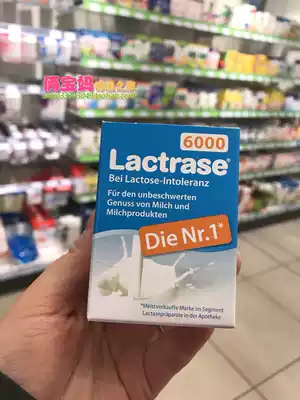 6000
Lactrase®
Bei Lactose-Intoleranz
Für den unbeschwerten
Genuss von Milch und
Milchprodukten
Die Nr.1*
*Meistverkaufte Marke im Segment
Lactosepräparate in der Apotheke